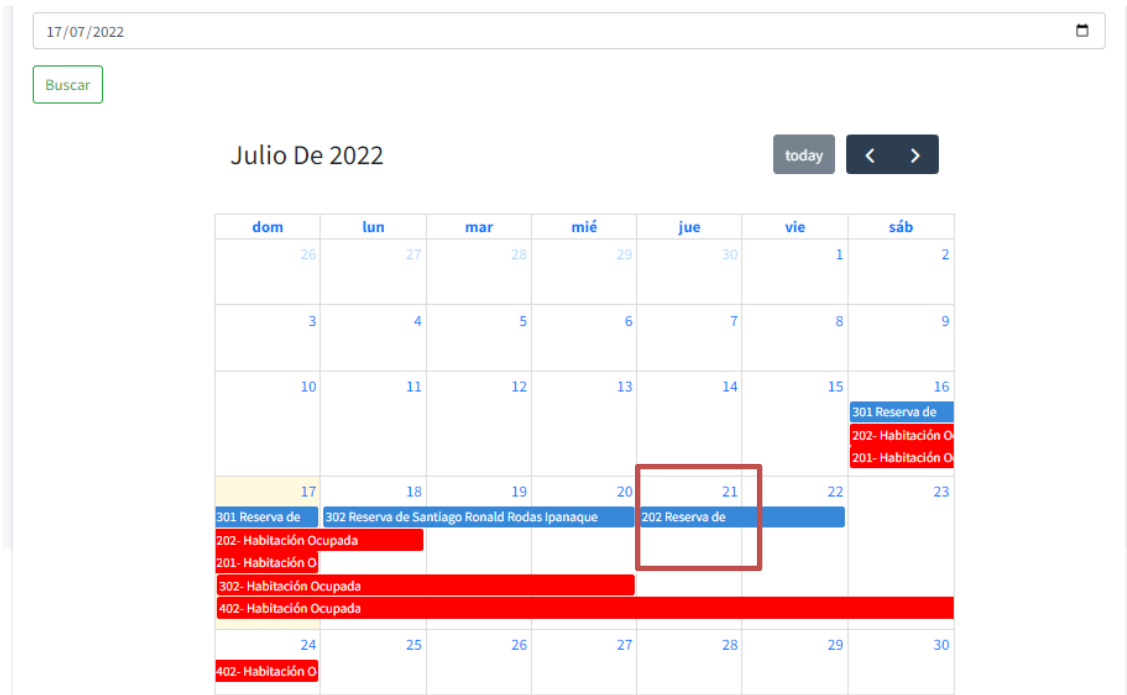 17/07/2022
Buscar
Julio De 2022
today
dom lun mar mié jue vie sáb
26 27 28 29 30 1 2
3 4 5 6 7 8 9
10 11 12 13 14 15 16
301 Reserva de
202- Habitación O
201- Habitación O
17 18 19 20 21 22 23
301 Reserva de 302 Reserva de Santiago Ronald Rodas Ipanaque 202 Reserva de
202- Habitación Ocupada
201- Habitación O
302- Habitación Ocupada
402- Habitación Ocupada
24 25 26 27 28 29 30
402- Habitación O